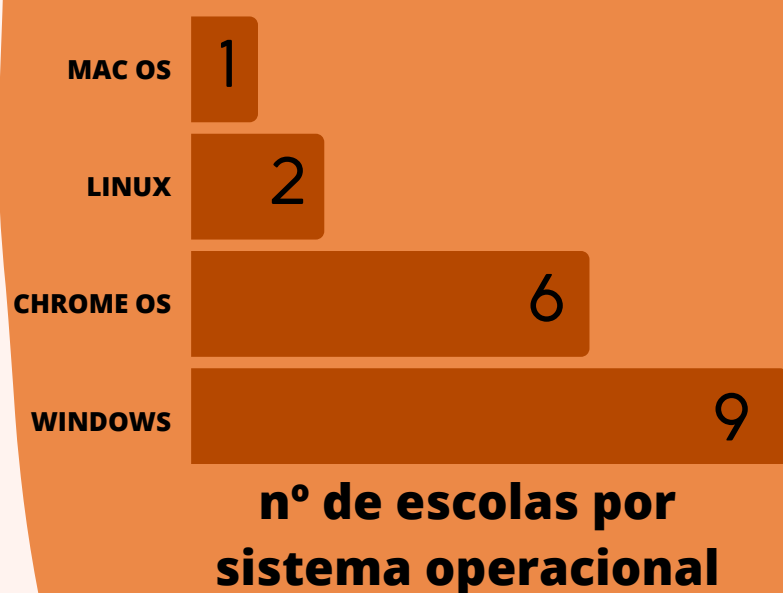 MAC OS 1
LINUX 2
CHROME OS 6
WINDOWS 9
nº de escolas por
sistema operacional